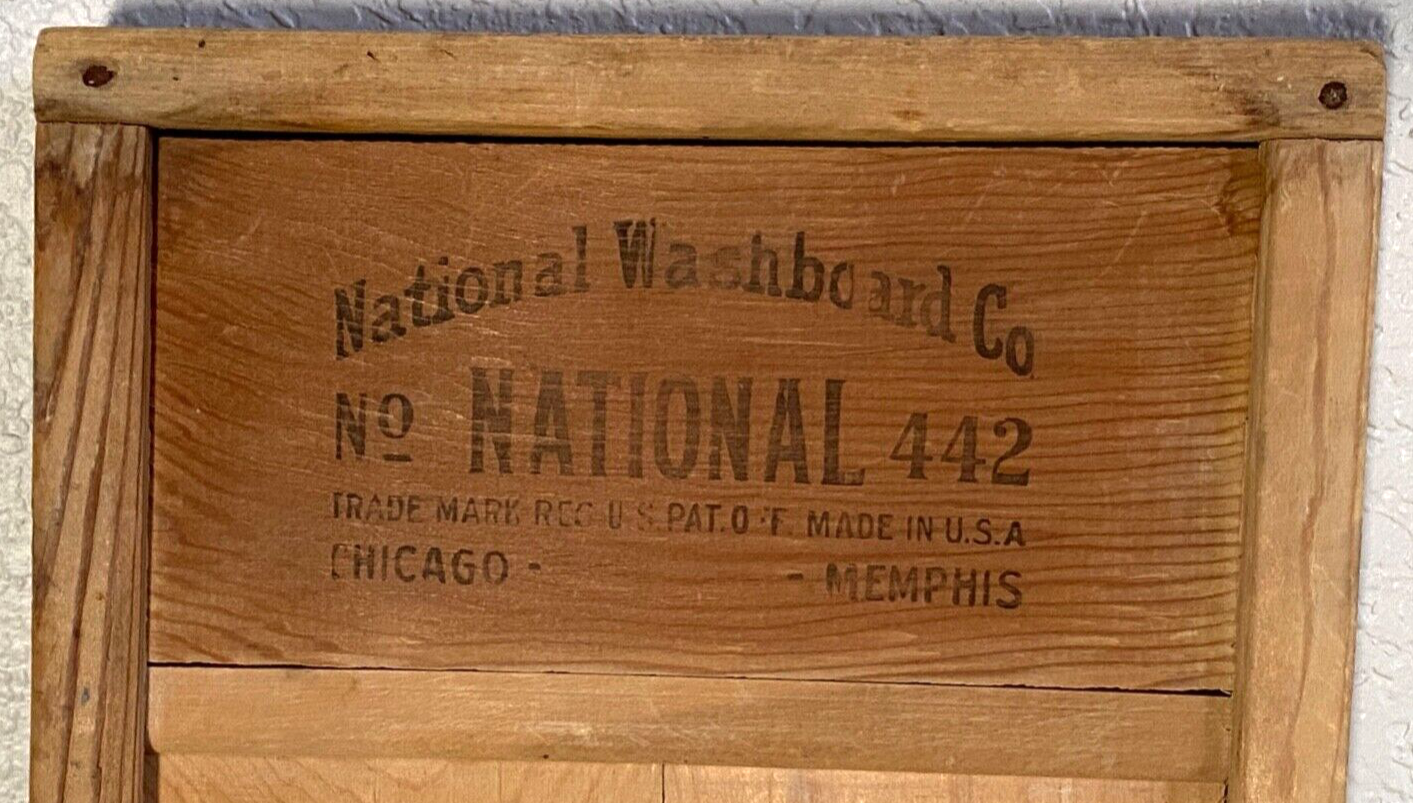 National Washboard Co
No NATIONAL 442
TRADE MARK REG U.S. PAT. OFF. MADE IN U.S.A
CHICAGO - - MEMPHIS